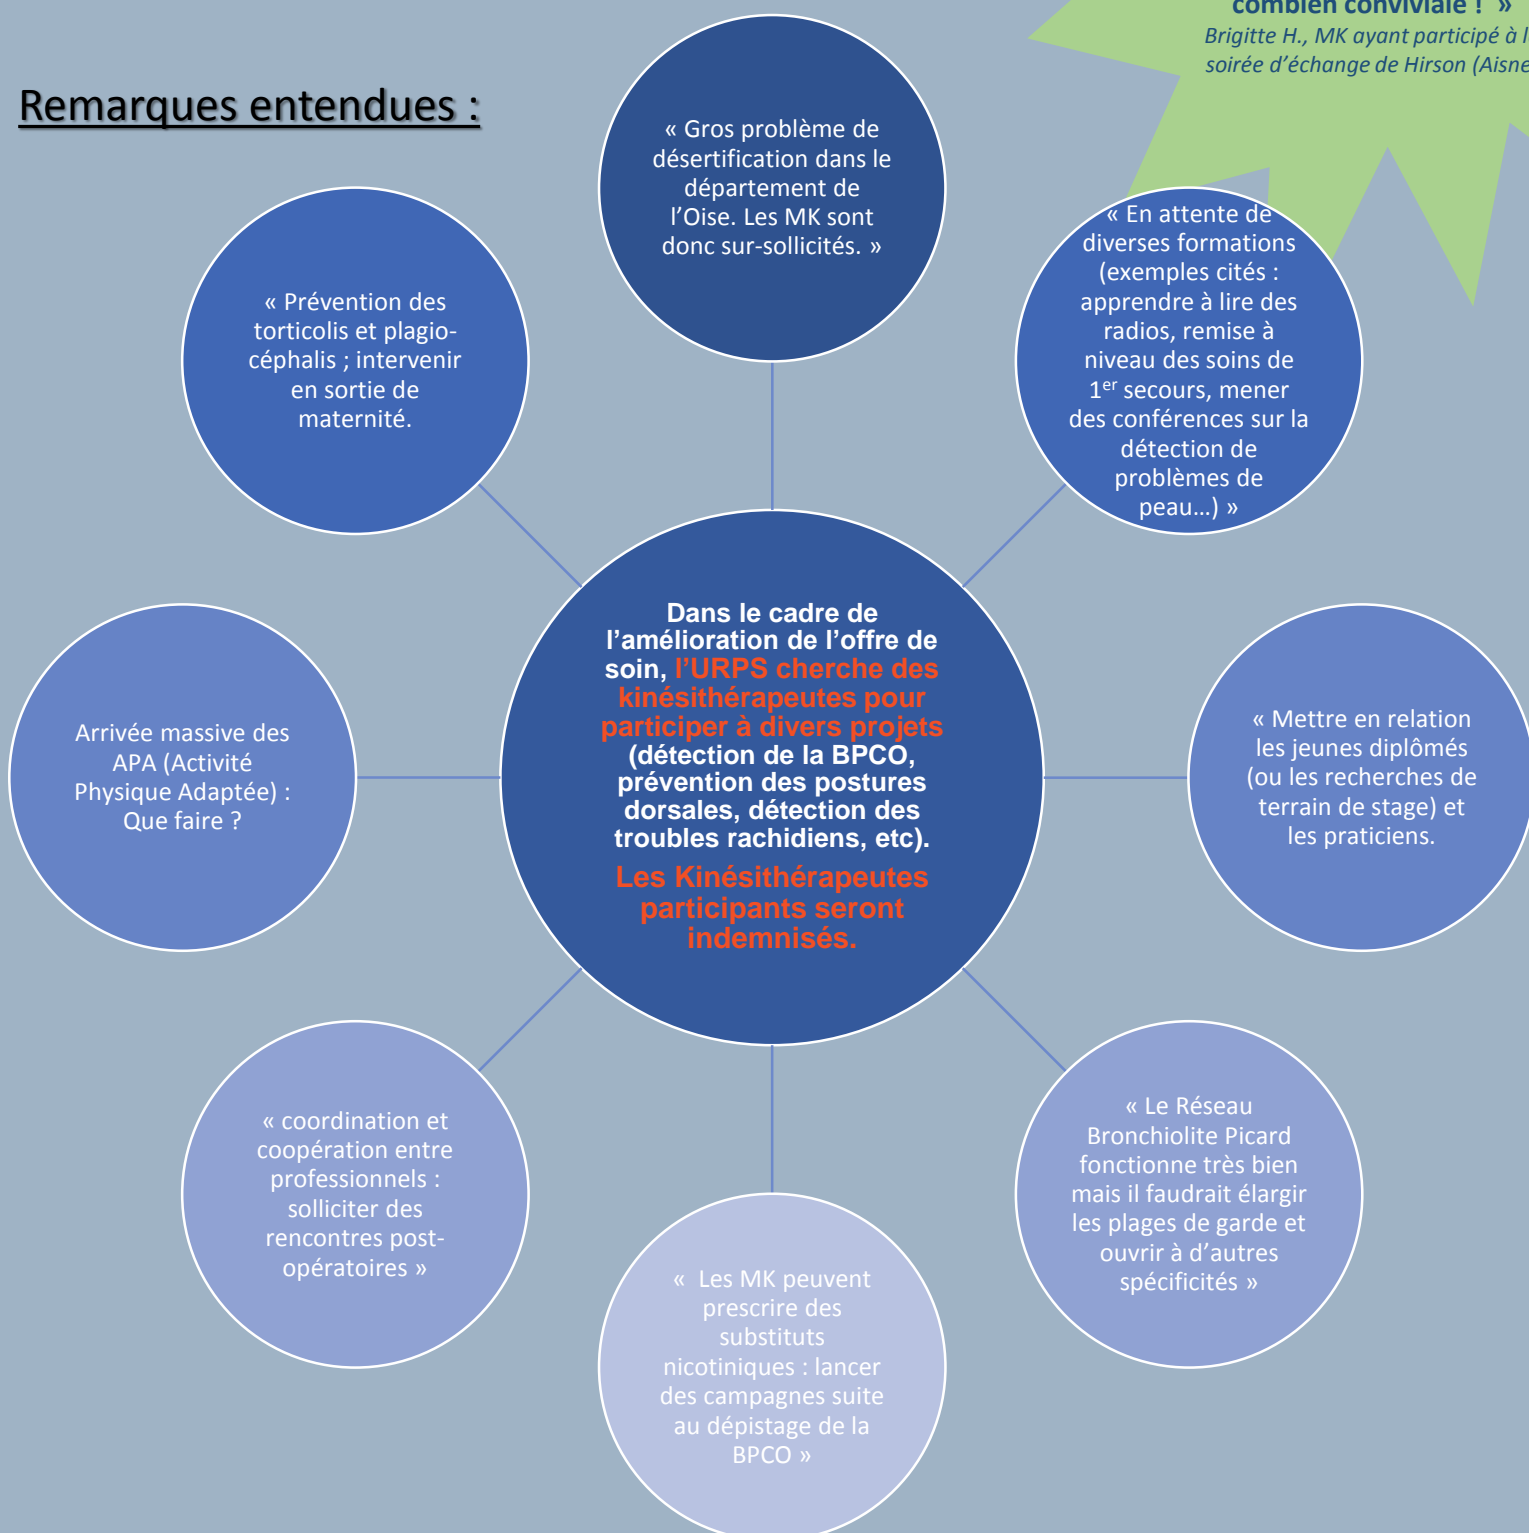 combien conviviale ! »
Brigitte H., MK ayant participé à
soirée d’échange de Hirson (Aisne
Remarques entendues :
« Gros problème de
désertification dans le
département de
l’Oise. Les MK sont
donc sur-sollicités. »
« En attente de
diverses formations
(exemples cités :
apprendre à lire des
radios, remise à
niveau des soins de
1er secours, mener
des conférences sur la
détection de
problèmes de
peau…) »
« Mettre en relation
les jeunes diplômés
(ou les recherches de
terrain de stage) et
les praticiens.
« Le Réseau
Bronchiolite Picard
fonctionne très bien
mais il faudrait élargir
les plages de garde et
ouvrir à d’autres
spécificités »
« Les MK peuvent
prescrire des
substituts
nicotiniques : lancer
des campagnes suite
au dépistage de la
BPCO »
« coordination et
coopération entre
professionnels :
solliciter des
rencontres post-
opératoires »
Arrivée massive des
APA (Activité
Physique Adaptée) :
Que faire ?
« Prévention des
torticolis et plagio-
céphalis ; intervenir
en sortie de
maternité.
Dans le cadre de
l’amélioration de l’offre de
soin, l’URPS cherche des
kinésithérapeutes pour
participer à divers projets
(détection de la BPCO,
prévention des postures
dorsales, détection des
troubles rachidiens, etc).
Les Kinésithérapeutes
participants seront
indemnisés.